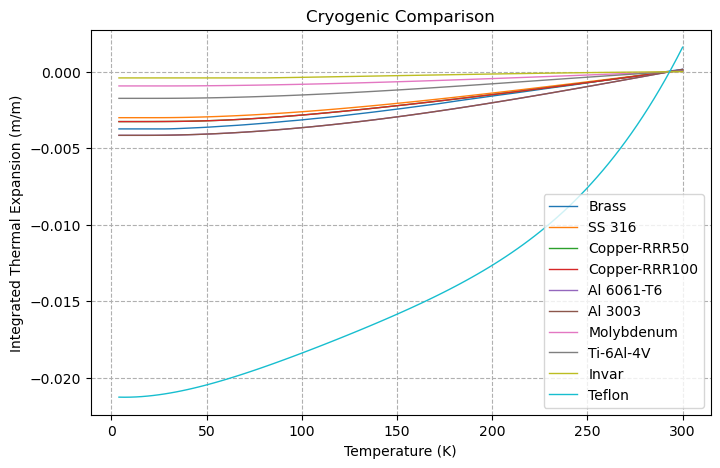 Cryogenic Comparison
Integrated Thermal Expansion (m/m)
0.000
−0.005
−0.010
−0.015
−0.020
Brass
SS 316
Copper-RRR50
Copper-RRR100
Al 6061-T6
Al 3003
Molybdenum
Ti-6Al-4V
Invar
Teflon
0 50 100 150 200 250 300
Temperature (K)